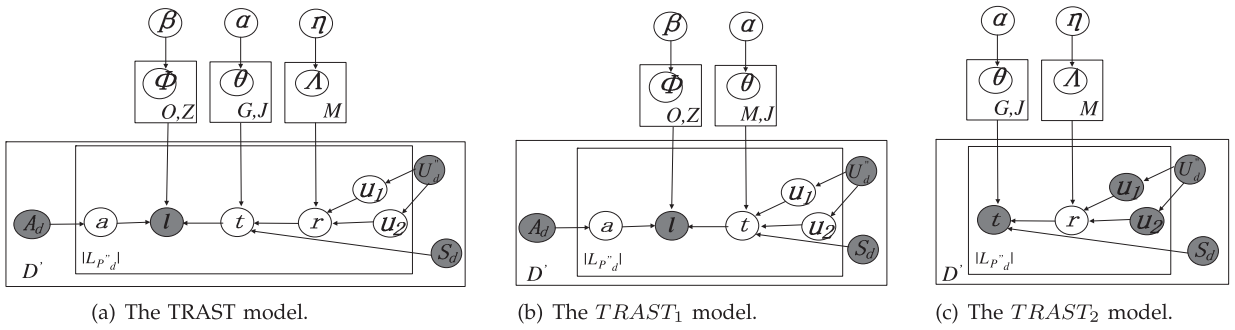 β α η
Φ θ Λ
O,Z G,J M
U"d
u1
Ad a l t r u2
Sd
|LP"d|
D'
(a) The TRAST model.
β α
Φ θ
O,Z M,J
U"d
u1
Ad a l t u2
Sd
|LP"d|
D'
(b) The TRAST1 model.
α η
θ Λ
G,J M
U"d
u1
t r u2
Sd
|LP"d|
D'
(c) The TRAST2 model.